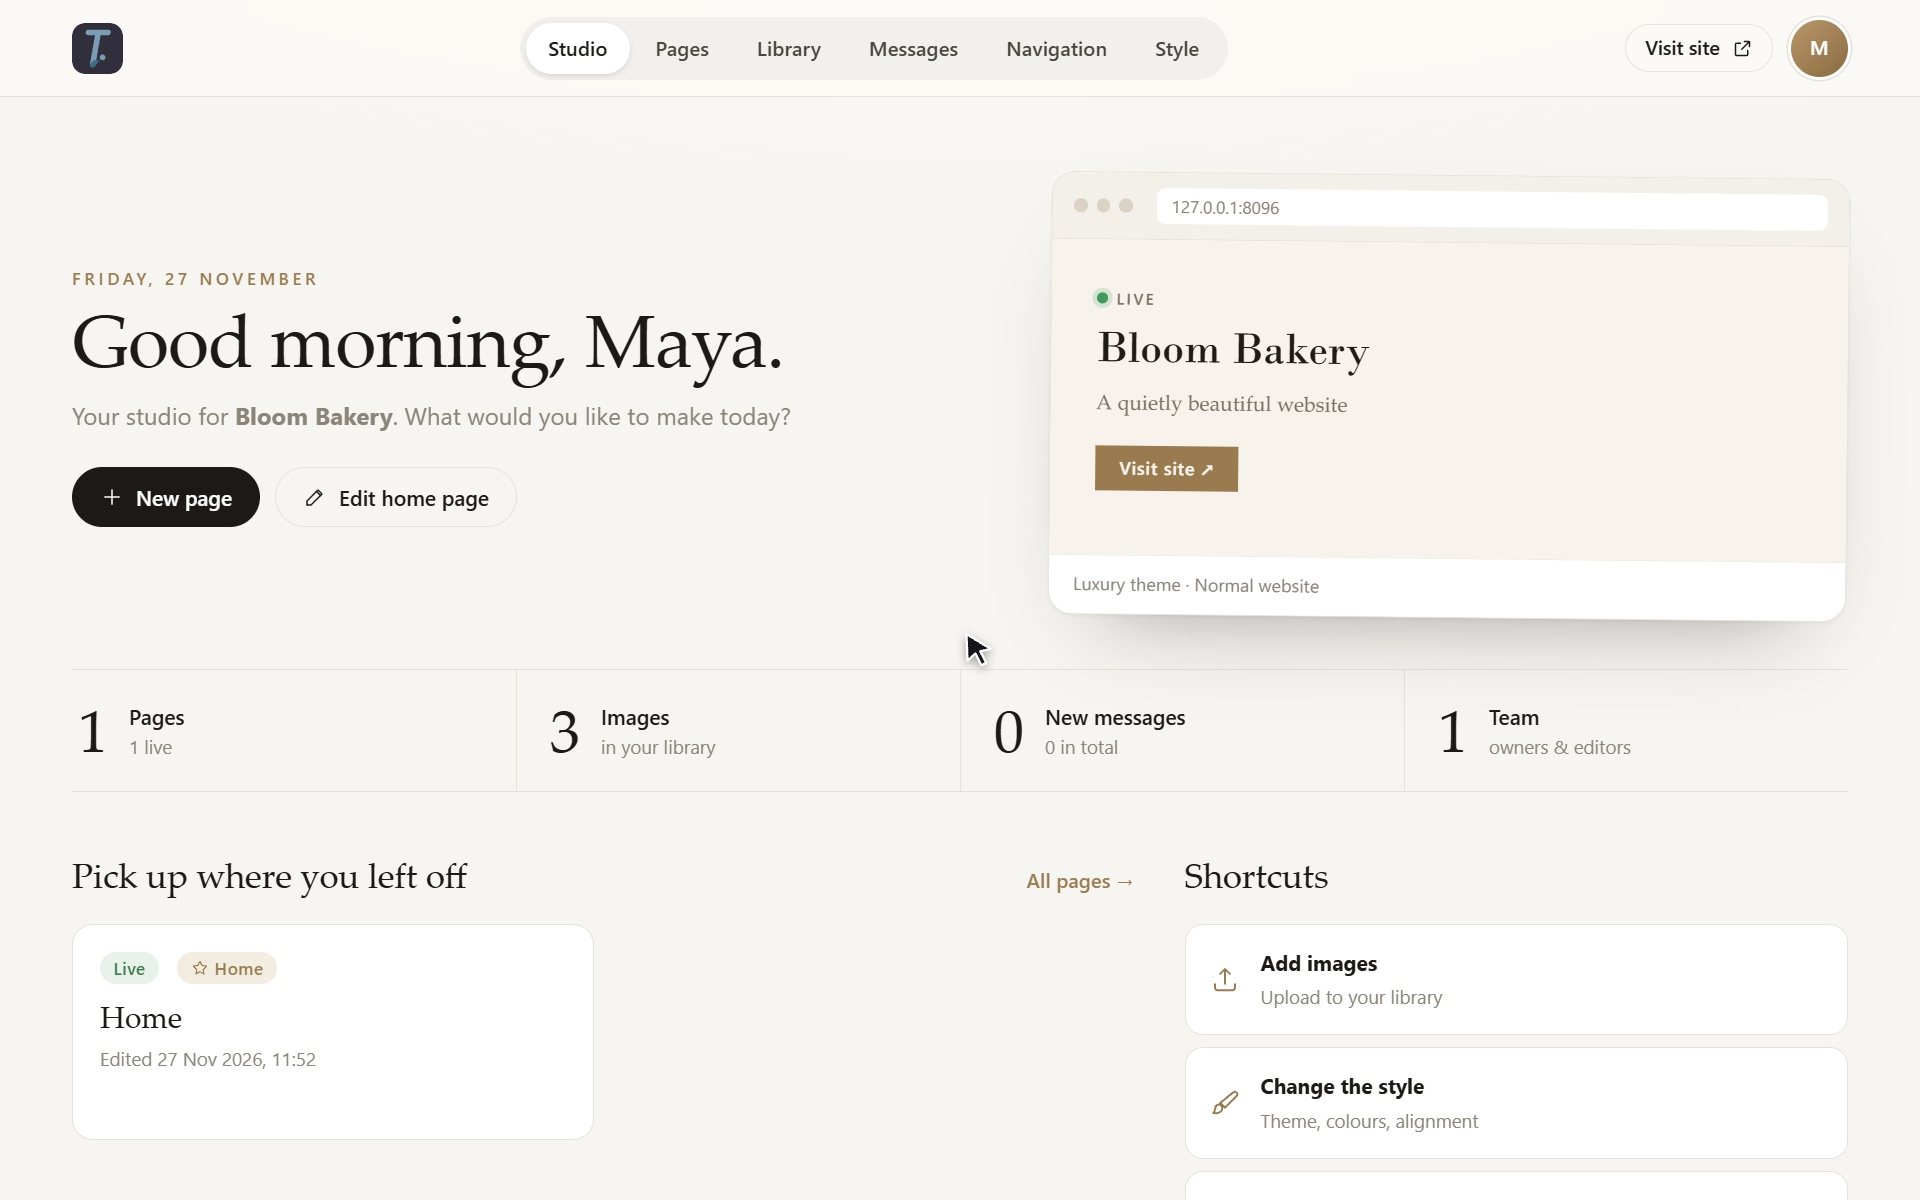 T.
Studio
Pages
Library
Messages
Navigation
Style
Visit site
M
FRIDAY, 27 NOVEMBER
Good morning, Maya.
Your studio for Bloom Bakery. What would you like to make today?
New page
Edit home page
127.0.0.1:8096
LIVE
Bloom Bakery
A quietly beautiful website
Visit site ↗
Luxury theme · Normal website
1
Pages
1 live
3
Images
in your library
0
New messages
0 in total
1
Team
owners & editors
Pick up where you left off
All pages →
Live
Home
Home
Edited 27 Nov 2026, 11:52
Shortcuts
Add images
Upload to your library
Change the style
Theme, colours, alignment